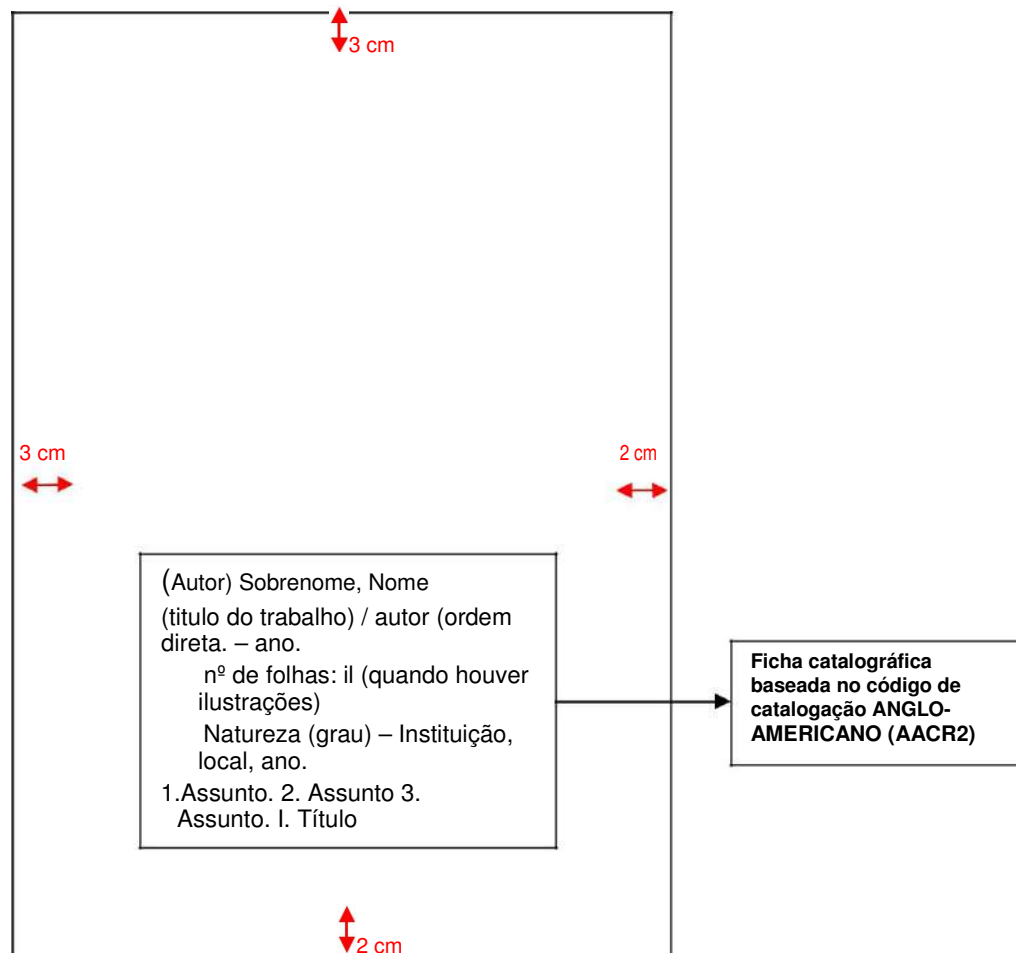 3 cm
3 cm
2 cm
(Autor) Sobrenome, Nome
(titulo do trabalho) / autor (ordem
direta. – ano.
nº de folhas: il (quando houver
ilustrações)
Natureza (grau) – Instituição,
local, ano.
1.Assunto. 2. Assunto 3.
Assunto. I. Título
Ficha catalográfica
baseada no código de
catalogação ANGLO-
AMERICANO (AACR2)
2 cm